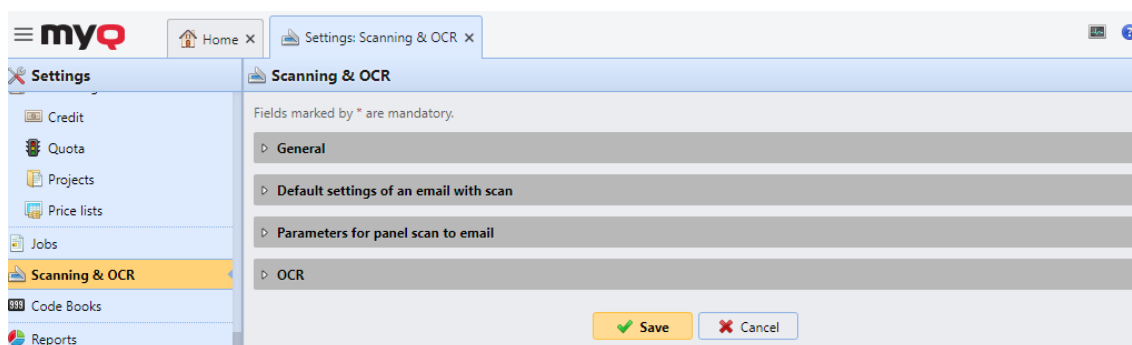 myQ
Home
Settings: Scanning & OCR
Settings
Scanning & OCR
Credit
Quota
Projects
Price lists
Jobs
Scanning & OCR
Code Books
Reports
Fields marked by * are mandatory.
General
Default settings of an email with scan
Parameters for panel scan to email
OCR
Save
Cancel